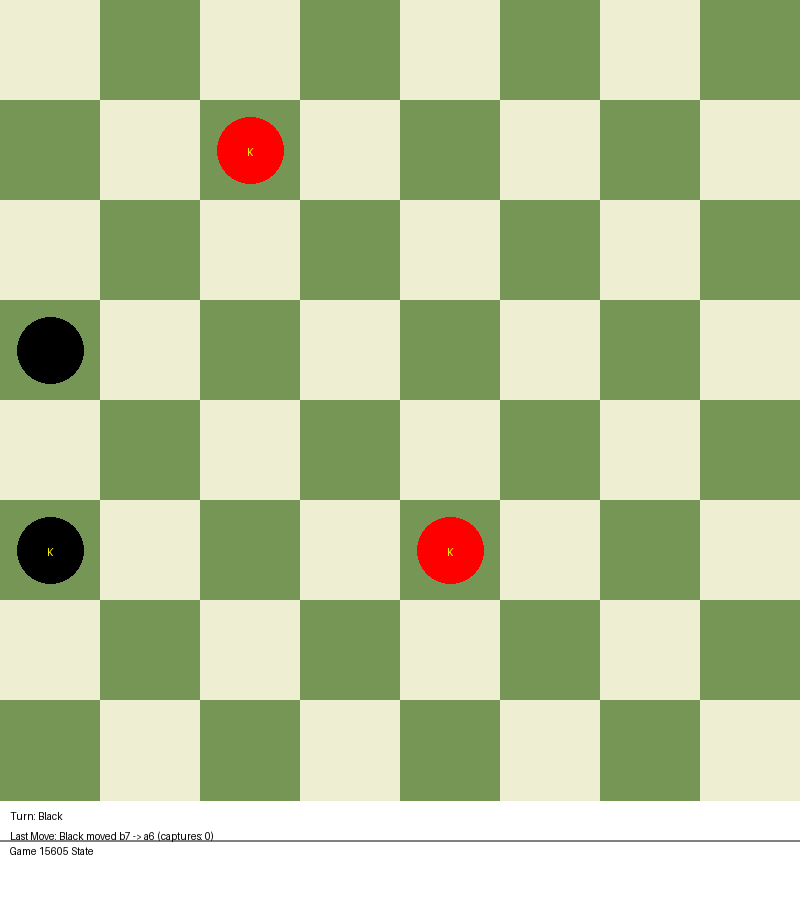 K
K
K
Turn: Black
Last Move: Black moved b7 -> a6 (captures: 0)
Game 15605 State